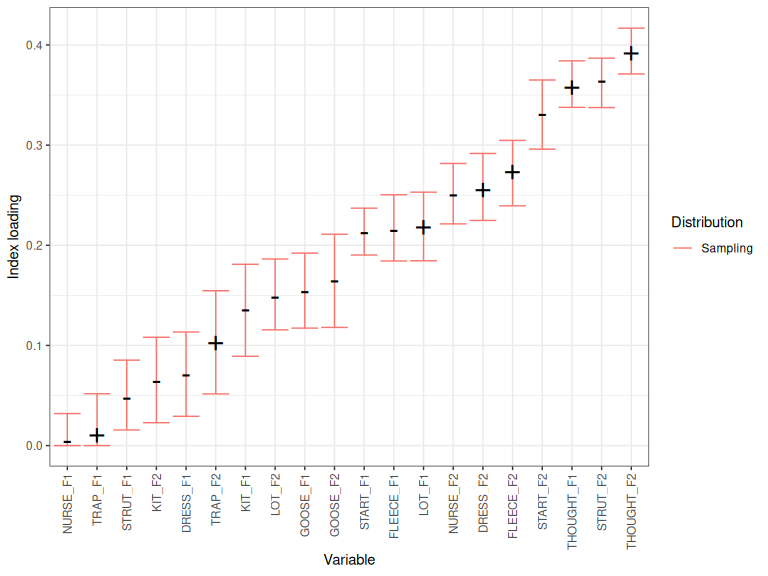 0.4
0.3
0.2
0.1
0.0
Index loading
NURSE_F1
TRAP_F1
STRUT_F1
KIT_F2
DRESS_F1
TRAP_F2
KIT_F1
LOT_F2
GOOSE_F1
GOOSE_F2
START_F1
FLEECE_F1
LOT_F1
NURSE_F2
DRESS_F2
FLEECE_F2
START_F2
THOUGHT_F1
STRUT_F2
THOUGHT_F2
Variable
Distribution
Sampling